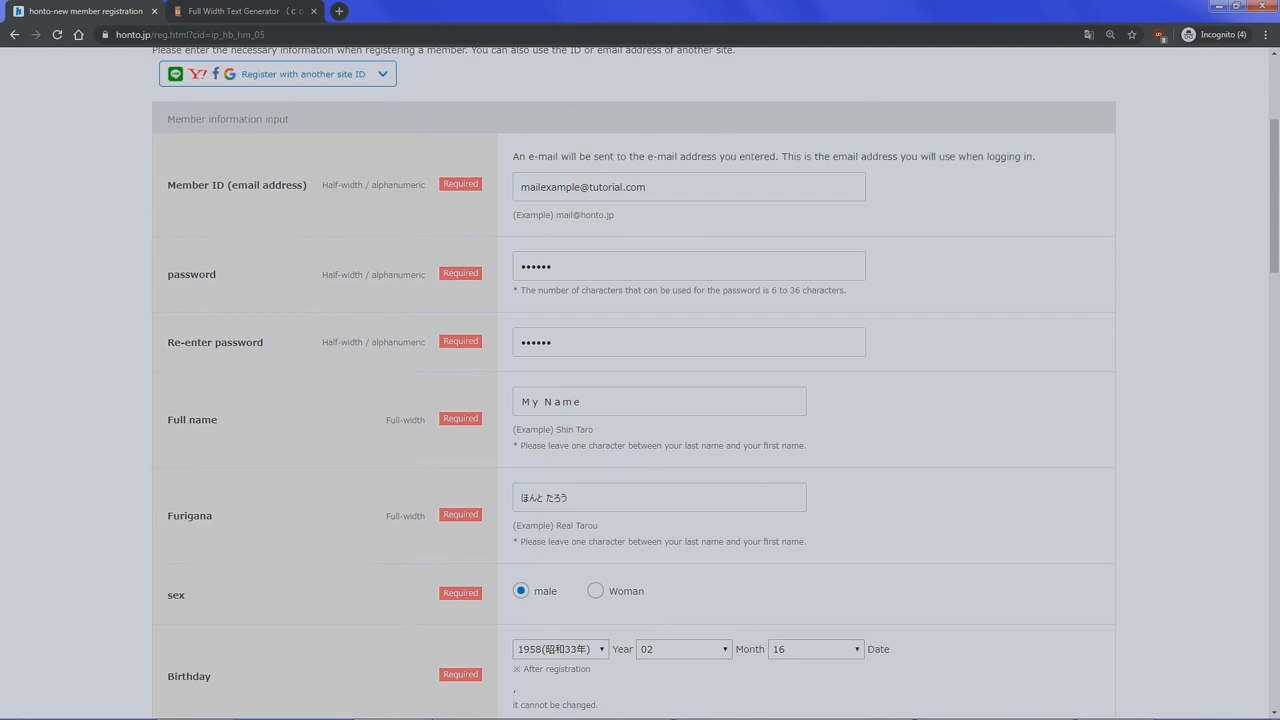 honto-new member registration
Full Width Text Generator
honto.jp/reg.html?cid=ip_hb_hm_05
Incognito (4)
Please enter the necessary information when registering a member. You can also use the ID or email address of another site.
Y! f G Register with another site ID
Member information input
An e-mail will be sent to the e-mail address you entered. This is the email address you will use when logging in.
Member ID (email address) Half-width / alphanumeric Required
mailexample@tutorial.com
(Example) mail@honto.jp
password Half-width / alphanumeric Required
••••••
* The number of characters that can be used for the password is 6 to 36 characters.
Re-enter password Half-width / alphanumeric Required
••••••
Full name Full-width Required
Ｍｙ Ｎａｍｅ
(Example) Shin Taro
* Please leave one character between your last name and your first name.
Furigana Full-width Required
ほんと たろう
(Example) Real Tarou
* Please leave one character between your last name and your first name.
sex Required
male Woman
Birthday Required
1958(昭和33年) Year 02 Month 16 Date
※ After registration
,
it cannot be changed.